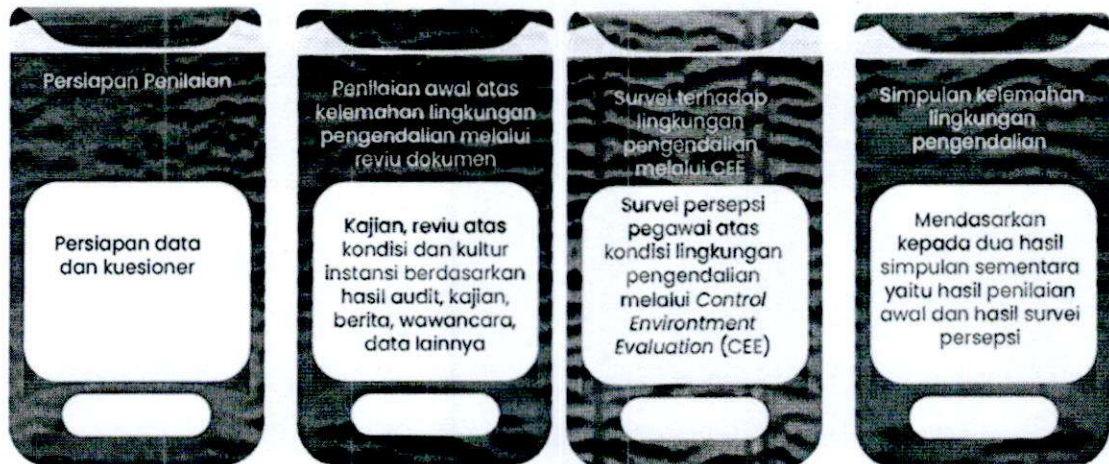 Persiapan Penilaian
Persiapan data
dan kuesioner
Penilaian awal atas
kelemahan lingkungan
pengendalian melalui
reviu dokumen
Kajian, reviu atas
kondisi dan kultur
instansi berdasarkan
hasil audit, kajian,
berita, wawancara,
data lainnya
Survei terhadap
lingkungan
pengendalian
melalui CEE
Survei persepsi
pegawai atas
kondisi lingkungan
pengendalian
melalui Control
Environtment
Evaluation (CEE)
Simpulan kelemahan
lingkungan
pengendalian
Mendasarkan
kepada dua hasil
simpulan sementara
yaitu hasil penilaian
awal dan hasil survei
persepsi